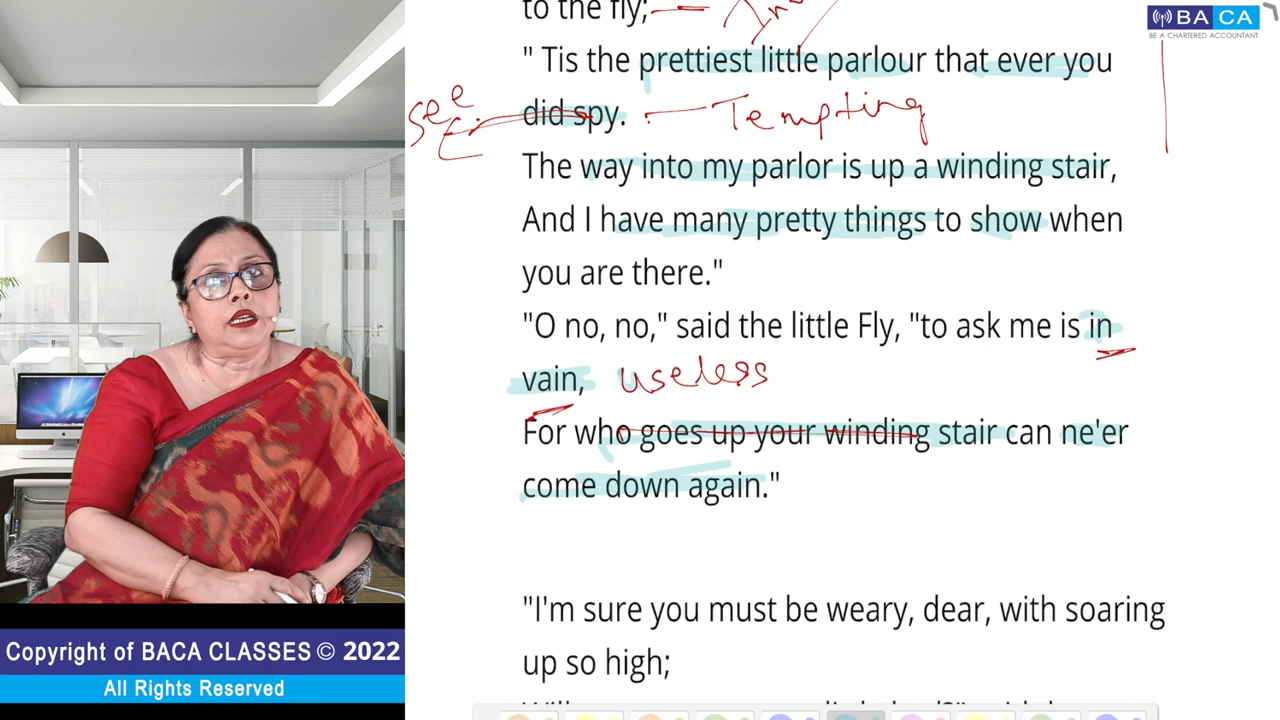 to the fly;
BACA
BE A CHARTERED ACCOUNTANT
" Tis the prettiest little parlour that ever you
see
did spy. Tempting
The way into my parlor is up a winding stair,
And I have many pretty things to show when
you are there."
"O no, no," said the little Fly, "to ask me is in
vain, useless
For who goes up your winding stair can ne'er
come down again."
"I'm sure you must be weary, dear, with soaring
up so high;
Copyright of BACA CLASSES © 2022
All Rights Reserved